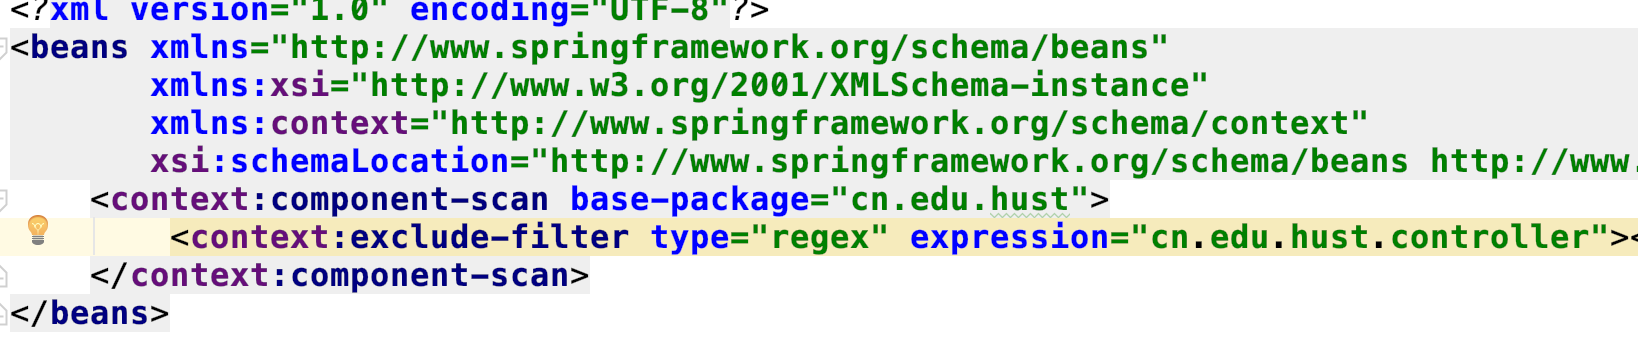 <?xml version="1.0" encoding="UTF-8"?>
<beans xmlns="http://www.springframework.org/schema/beans"
xmlns:xsi="http://www.w3.org/2001/XMLSchema-instance"
xmlns:context="http://www.springframework.org/schema/context"
xsi:schemaLocation="http://www.springframework.org/schema/beans http://www.
<context:component-scan base-package="cn.edu.hust">
<context:exclude-filter type="regex" expression="cn.edu.hust.controller"><
</context:component-scan>
</beans>